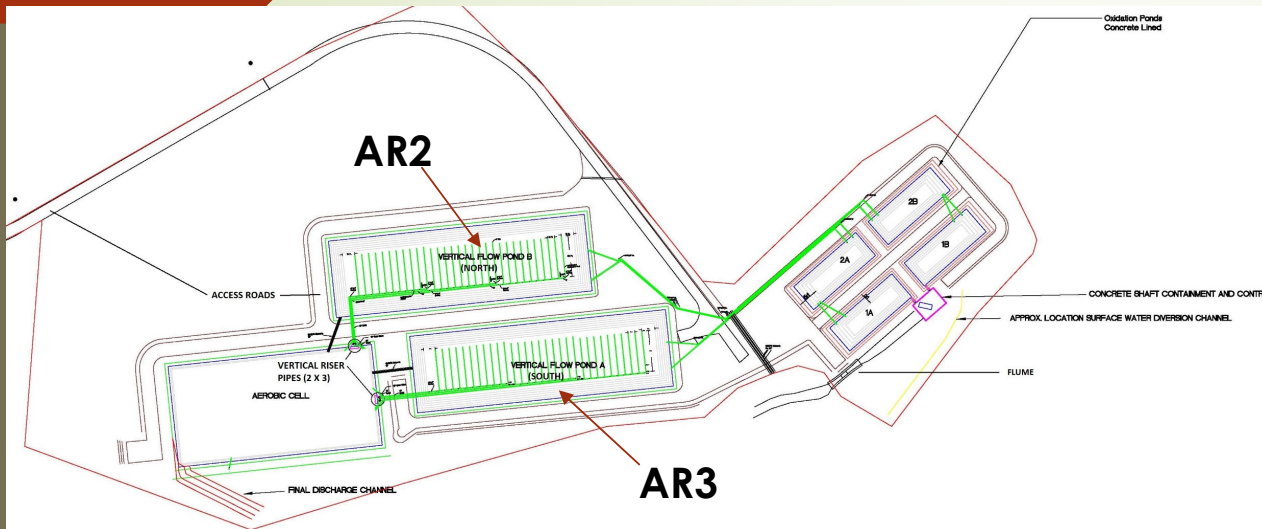 Oxidation Ponds
Concrete Lined
AR2
2B
1B
2A
1A
VERTICAL FLOW POND B
(NORTH)
ACCESS ROADS
CONCRETE SHAFT CONTAINMENT AND CONTR
APPROX. LOCATION SURFACE WATER DIVERSION CHANNEL
VERTICAL RISER
PIPES (2 X 3)
VERTICAL FLOW POND A
(SOUTH)
FLUME
AEROBIC CELL
AR3
FINAL DISCHARGE CHANNEL